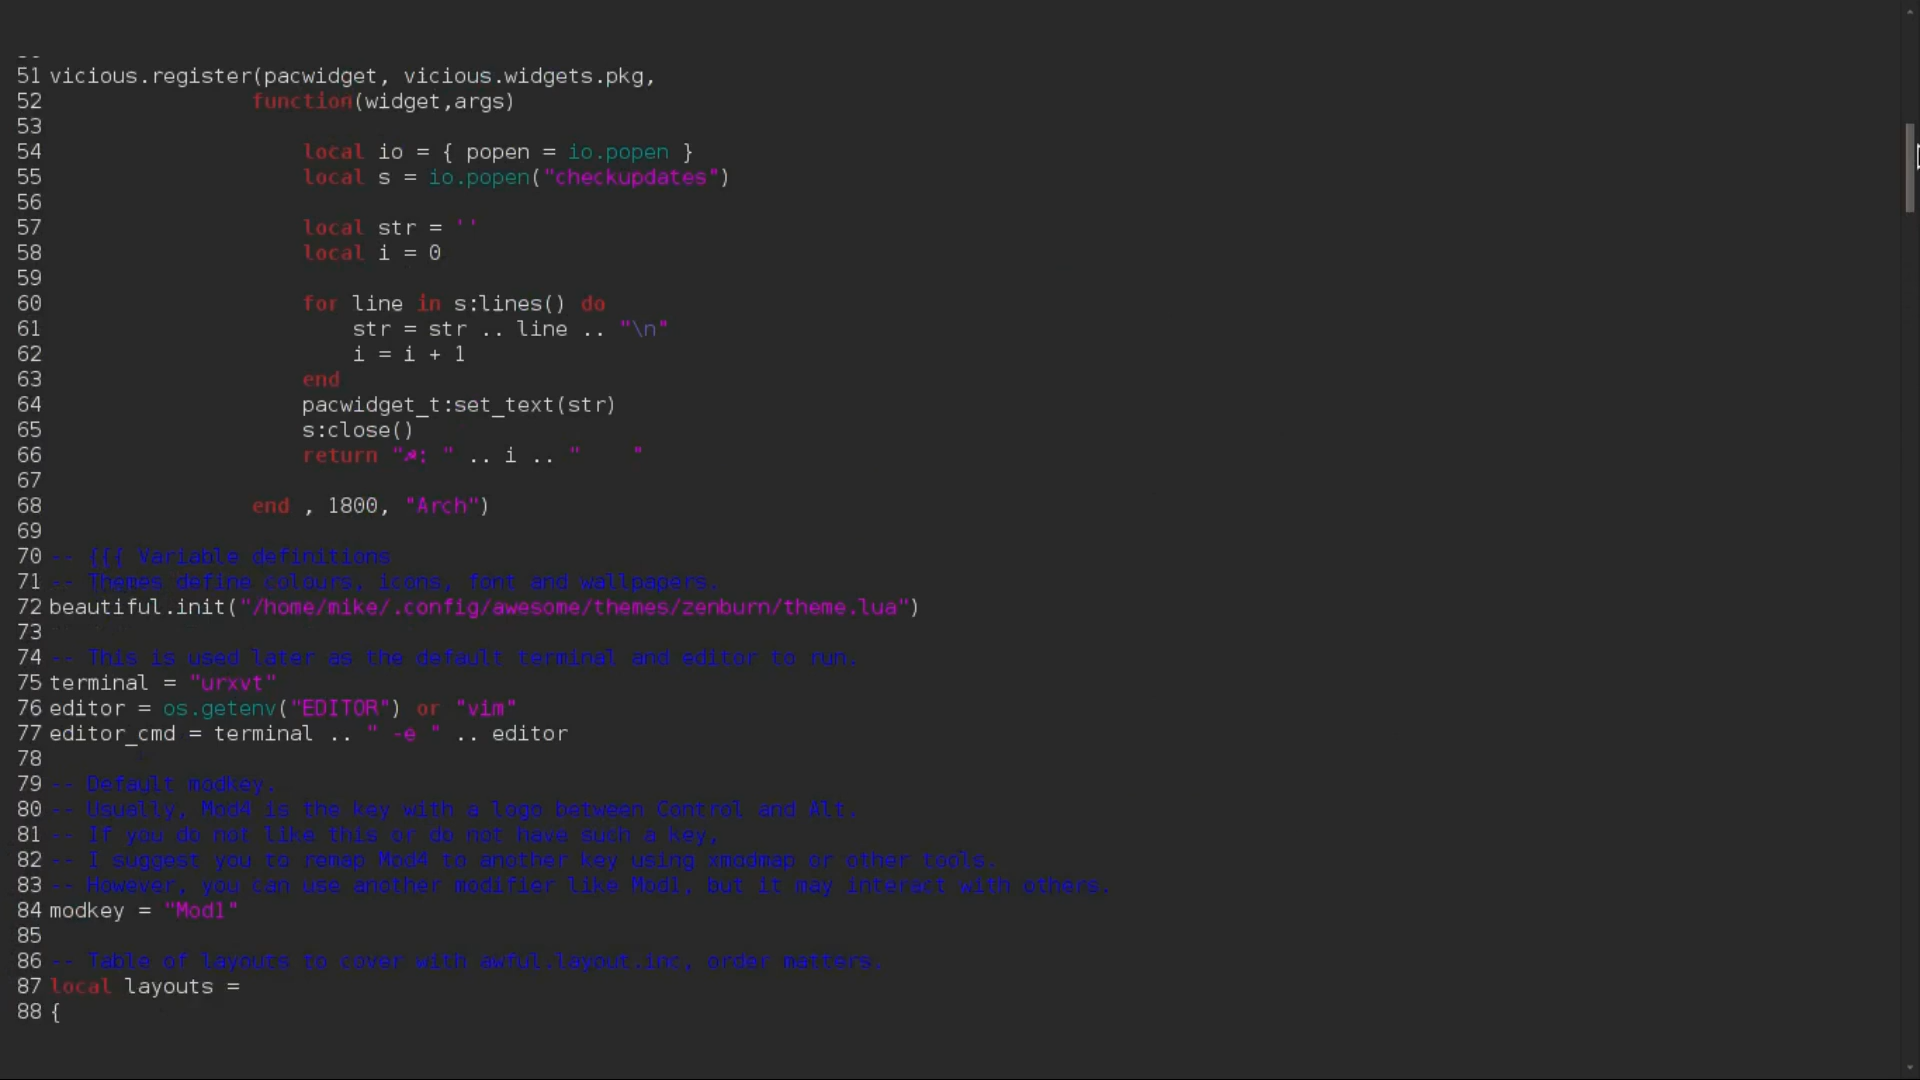 51 vicious.register(pacwidget, vicious.widgets.pkg,
52                 function(widget,args)
53
54                     local io = { popen = io.popen }
55                     local s = io.popen("checkupdates")
56
57                     local str = ''
58                     local i = 0
59
60                     for line in s:lines() do
61                         str = str .. line .. "\n"
62                         i = i + 1
63                     end
64                     pacwidget_t:set_text(str)
65                     s:close()
66                     return ": " .. i .. "    "
67
68                 end , 1800, "Arch")
69
70 -- {{{ Variable definitions
71 -- Themes define colours, icons, font and wallpapers.
72 beautiful.init("/home/mike/.config/awesome/themes/zenburn/theme.lua")
73
74 -- This is used later as the default terminal and editor to run.
75 terminal = "urxvt"
76 editor = os.getenv("EDITOR") or "vim"
77 editor_cmd = terminal .. " -e " .. editor
78
79 -- Default modkey.
80 -- Usually, Mod4 is the key with a logo between Control and Alt.
81 -- If you do not like this or do not have such a key,
82 -- I suggest you to remap Mod4 to another key using xmodmap or other tools.
83 -- However, you can use another modifier like Mod1, but it may interact with others.
84 modkey = "Mod1"
85
86 -- Table of layouts to cover with awful.layout.inc, order matters.
87 local layouts =
88 {